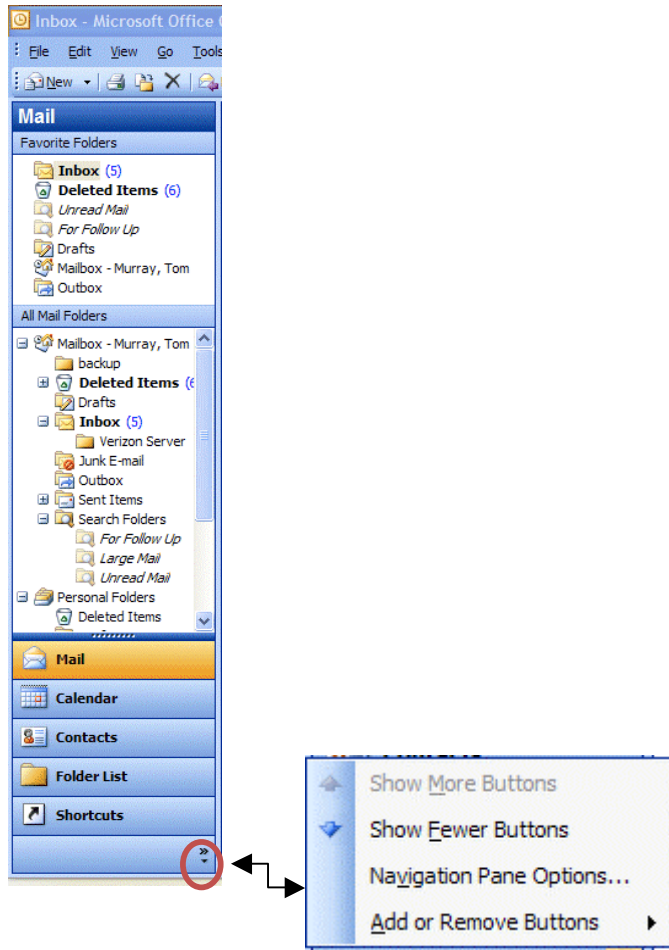 Inbox - Microsoft Office
File Edit View Go Tools
New
Mail
Favorite Folders
Inbox (5)
Deleted Items (6)
Unread Mail
For Follow Up
Drafts
Mailbox - Murray, Tom
Outbox
All Mail Folders
Mailbox - Murray, Tom
backup
Deleted Items (6
Drafts
Inbox (5)
Verizon Server
Junk E-mail
Outbox
Sent Items
Search Folders
For Follow Up
Large Mail
Unread Mail
Personal Folders
Deleted Items
Mail
Calendar
Contacts
Folder List
Shortcuts
Show More Buttons
Show Fewer Buttons
Navigation Pane Options...
Add or Remove Buttons